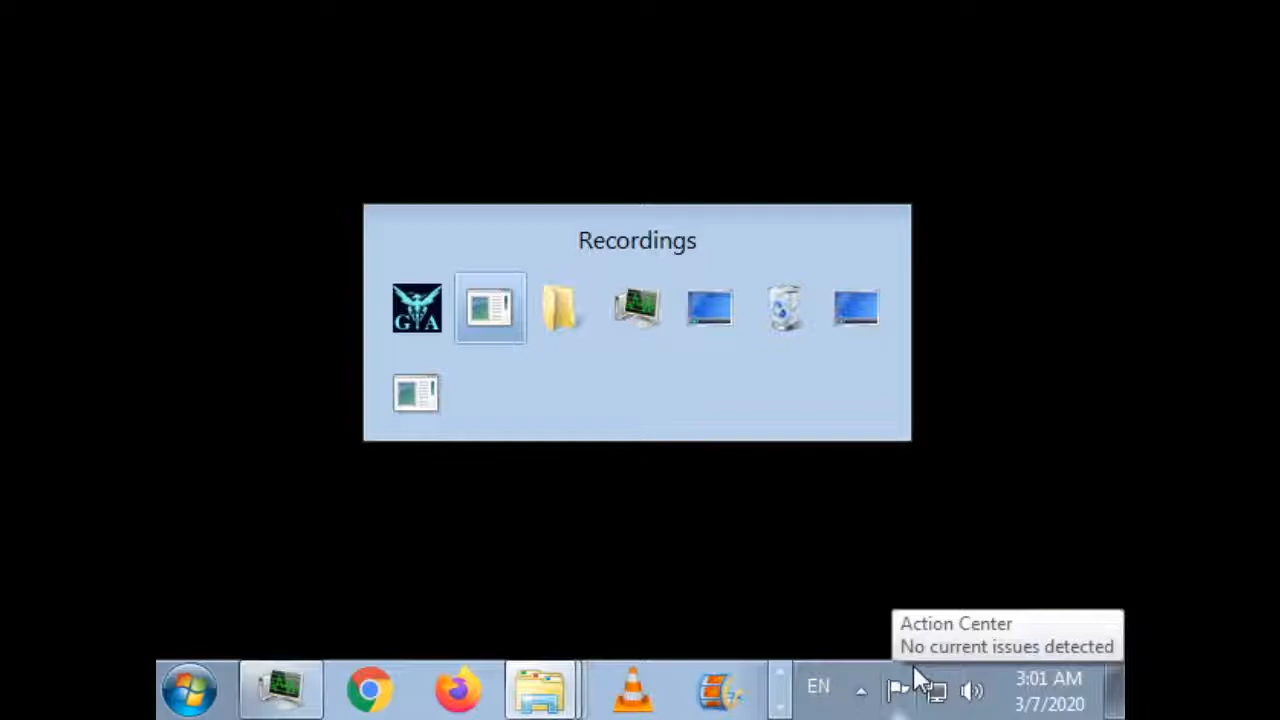 Recordings
G A
Action Center
No current issues detected
EN
3:01 AM
3/7/2020